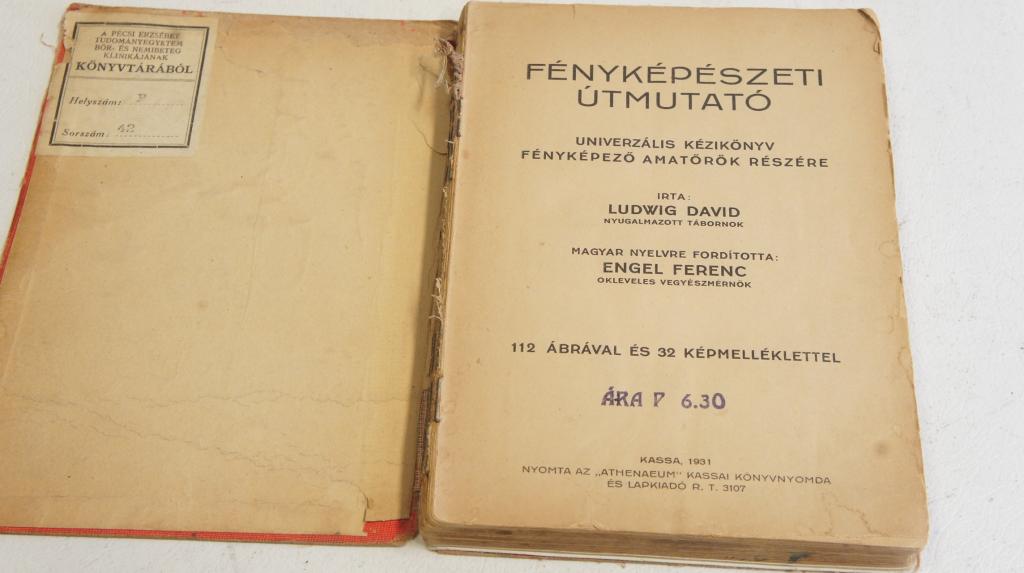 A PÉCSI ERZSÉBET
TUDOMÁNYEGYETEM
BŐR- ÉS NEMIBETEG
KLINIKÁJÁNAK
KÖNYVTÁRÁBÓL
Helyszám: P
Sorszám: 42
FÉNYKÉPÉSZETI
ÚTMUTATÓ
UNIVERZÁLIS KÉZIKÖNYV
FÉNYKÉPEZŐ AMATŐRÖK RÉSZÉRE
IRTA:
LUDWIG DAVID
NYUGALMAZOTT TÁBORNOK
MAGYAR NYELVRE FORDÍTOTTA:
ENGEL FERENC
OKLEVELES VEGYÉSZMÉRNÖK
112 ÁBRÁVAL ÉS 32 KÉPMELLÉKLETTEL
ÁRA P 6.30
KASSA, 1931
NYOMTA AZ „ATHENAEUM" KASSAI KÖNYVNYOMDA
ÉS LAPKIADÓ R. T. 3107